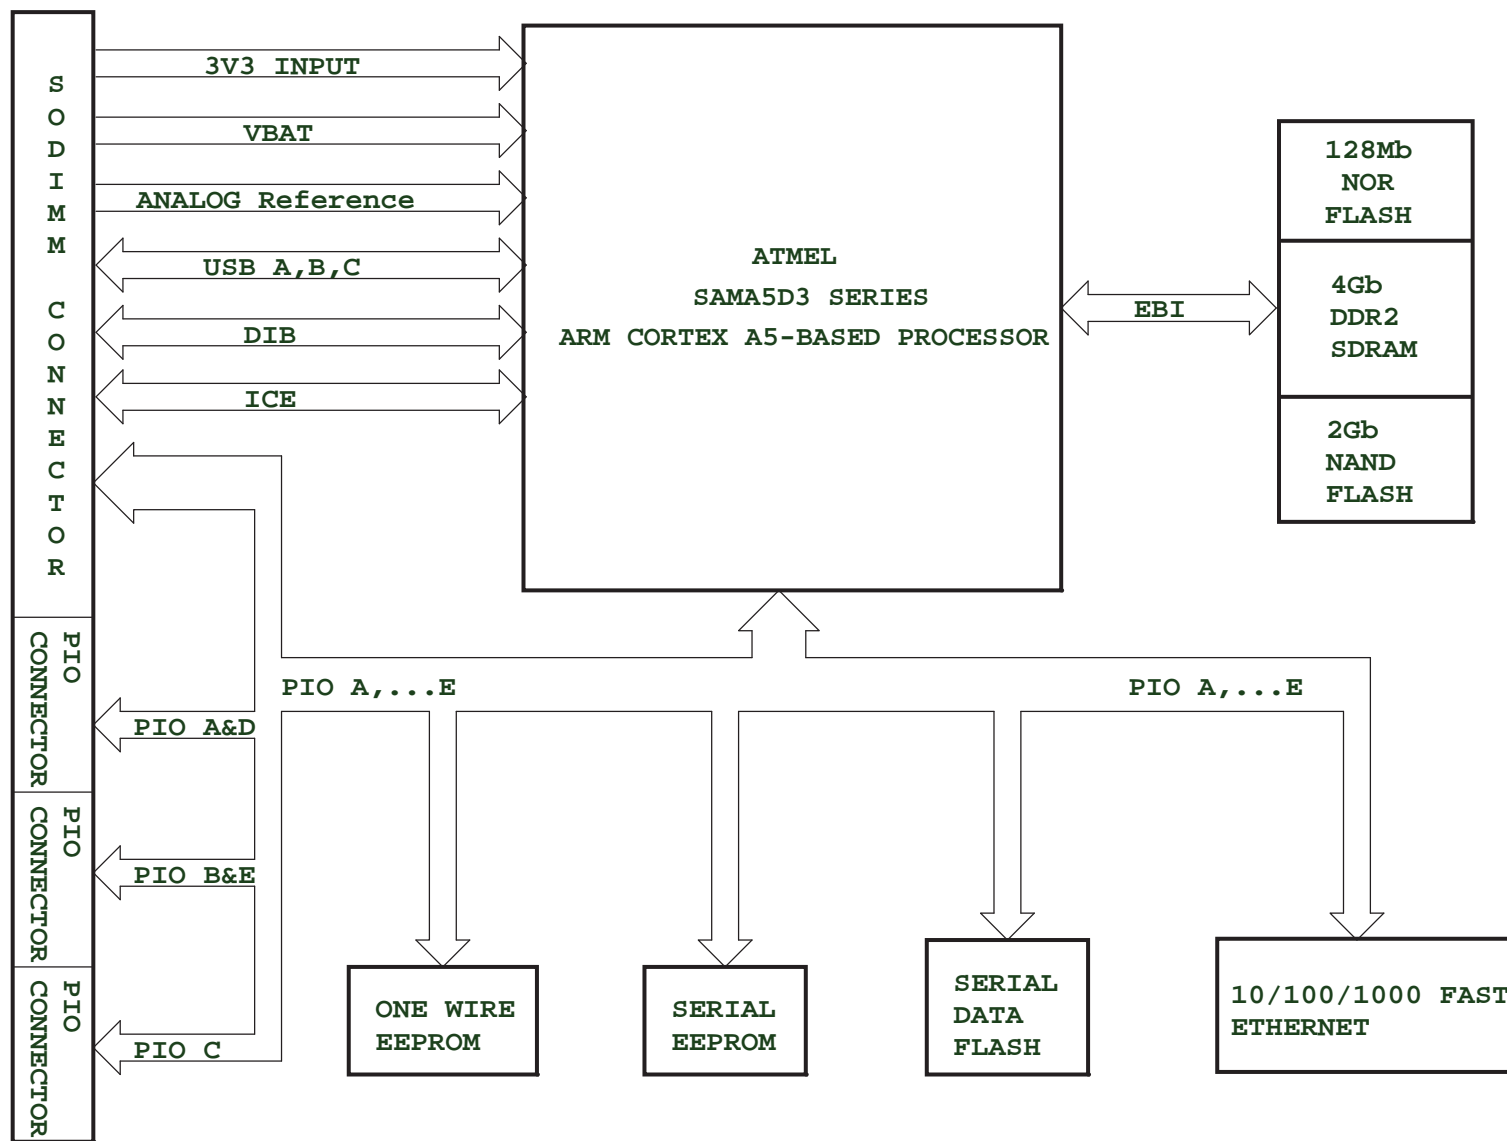 SODIMM CONNECTOR
3V3 INPUT
VBAT
ANALOG Reference
USB A,B,C
DIB
ICE
ATMEL
SAMA5D3 SERIES
ARM CORTEX A5-BASED PROCESSOR
EBI
128Mb
NOR
FLASH
4Gb
DDR2
SDRAM
2Gb
NAND
FLASH
PIO
CONNECTOR
PIO
CONNECTOR
PIO
CONNECTOR
PIO A,...E
PIO A,...E
PIO A&D
PIO B&E
PIO C
ONE WIRE
EEPROM
SERIAL
EEPROM
SERIAL
DATA
FLASH
10/100/1000 FAST
ETHERNET